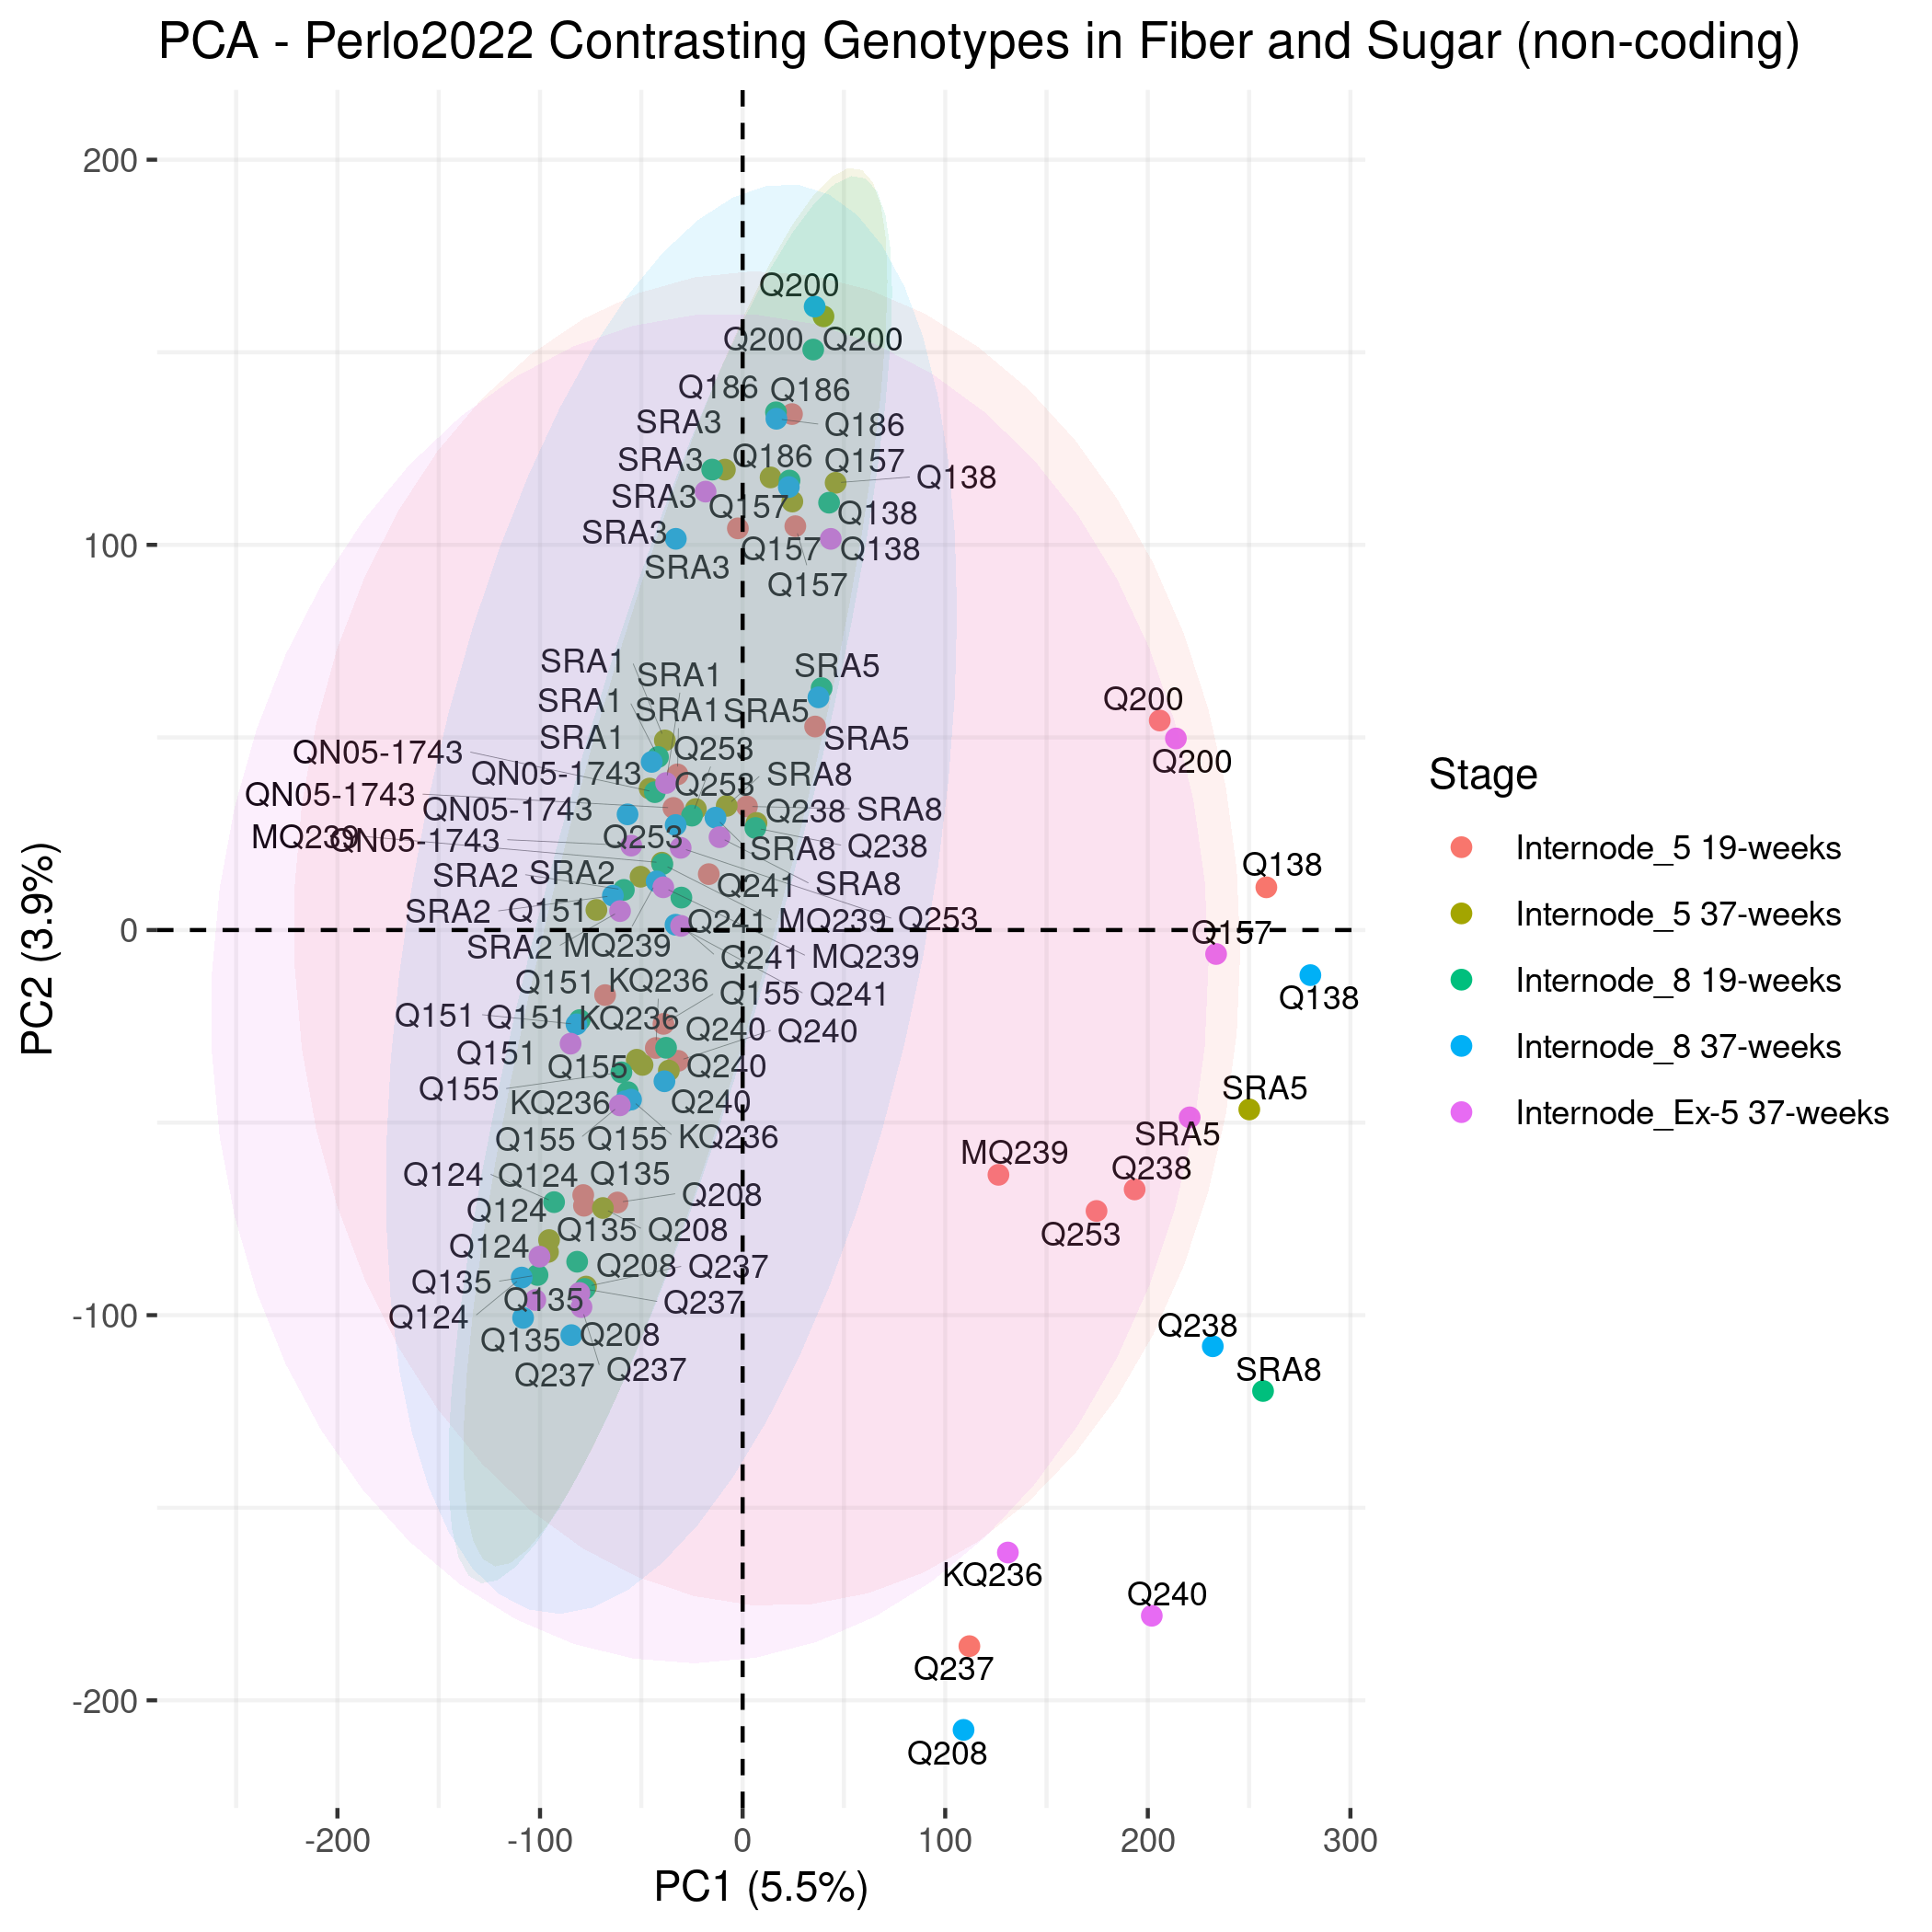 PCA - Perlo2022 Contrasting Genotypes in Fiber and Sugar (non-coding)
200
100
0
-100
-200
PC2 (3.9%)
Q200
Q200 Q200
Q186 Q186
SRA3 Q186
SRA3 Q186 Q157
Q138
SRA3 Q157 Q138
SRA3 Q157 Q138
SRA3 Q157
SRA1 SRA1 SRA5
SRA1 SRA1 SRA5
Q200
SRA1 Q253 SRA5
QN05-1743
Q200
QN05-1743 Q253 SRA8
QN05-1743 QN05-1743 Q238 SRA8
MQ239 QN05-1743 Q253 SRA8 Q238
Q138
SRA2 SRA2 Q241 SRA8
SRA2 Q151 Q241 MQ239 Q253
Q157
SRA2 MQ239 Q241 MQ239
Q151 KQ236 Q155 Q241
Q138
Q151 Q151 KQ236 Q240 Q240
Q151 Q155 Q240
Q155 KQ236 Q240
SRA5
Q155 Q155 KQ236
SRA5
MQ239
Q124 Q124 Q135 Q238
Q124 Q208
Q135 Q208
Q253
Q124 Q208 Q237
Q135 Q135 Q237
Q124 Q135 Q208
Q238
Q237 Q237
SRA8
KQ236
Q240
Q237
Q208
-200
-100
0
100
200
300
PC1 (5.5%)
Stage
Internode_5 19-weeks
Internode_5 37-weeks
Internode_8 19-weeks
Internode_8 37-weeks
Internode_Ex-5 37-weeks